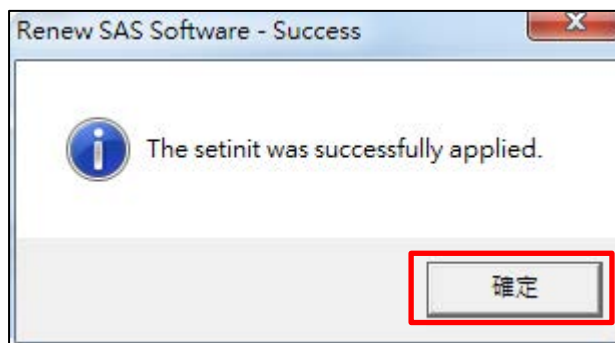 Renew SAS Software - Success
The setinit was successfully applied.
確定